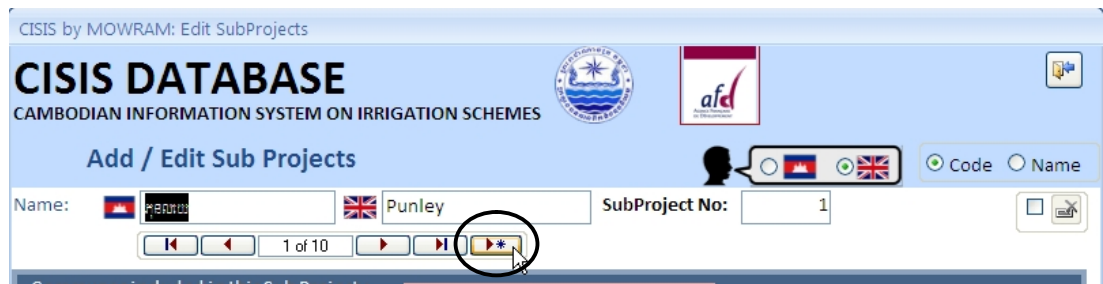 CISIS by MOWRAM: Edit SubProjects
CISIS DATABASE
CAMBODIAN INFORMATION SYSTEM ON IRRIGATION SCHEMES
afd
Add / Edit Sub Projects
Code Name
Name: Punley SubProject No: 1
1 of 10